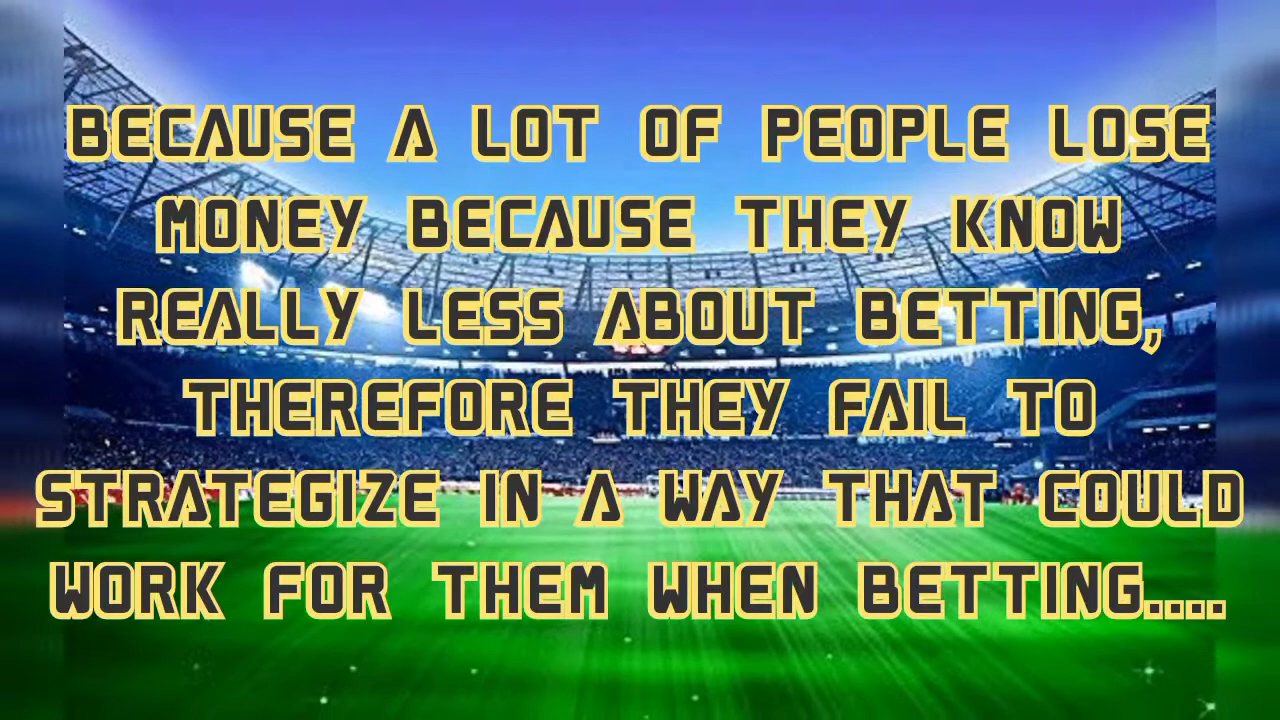 BECAUSE A LOT OF PEOPLE LOSE
MONEY BECAUSE THEY KNOW
REALLY LESS ABOUT BETTING,
THEREFORE THEY FAIL TO
STRATEGIZE IN A WAY THAT COULD
WORK FOR THEM WHEN BETTING....